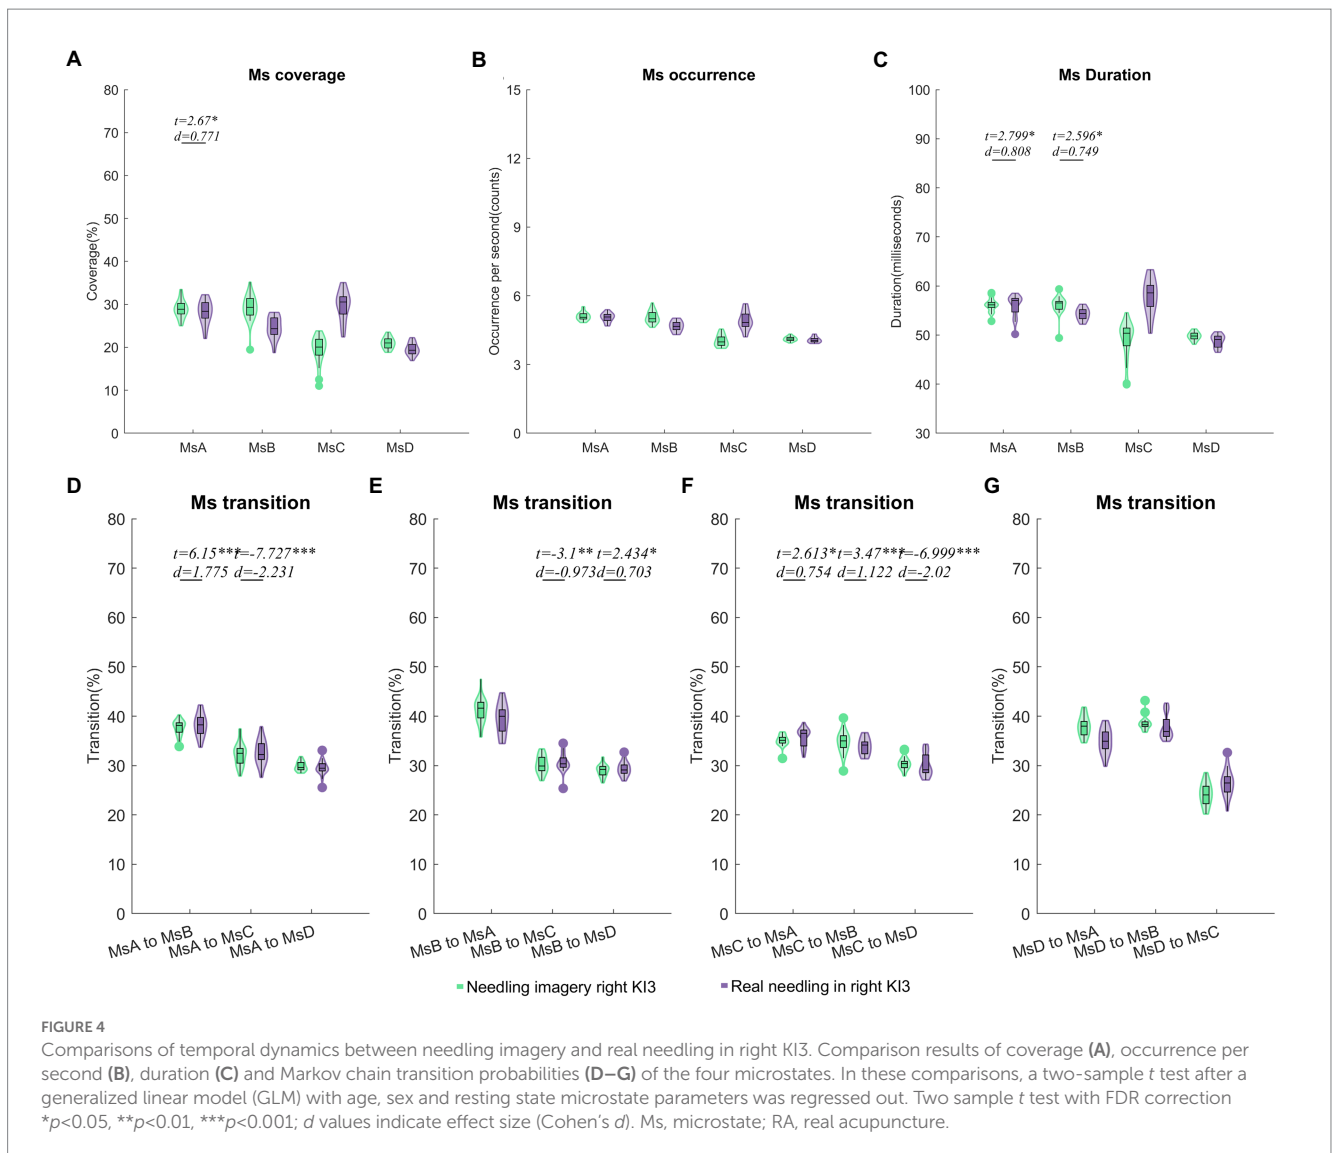 A
Ms coverage
80
70
60
50
40
30
20
10
0
Coverage(%)
t=2.67*
d=0.771
MsA MsB MsC MsD
B
Ms occurrence
15
12
9
6
3
0
Occurrence per second(counts)
MsA MsB MsC MsD
C
Ms Duration
100
90
80
70
60
50
40
30
Duration(milliseconds)
t=2.799* t=2.596*
d=0.808 d=0.749
MsA MsB MsC MsD
D
Ms transition
80
70
60
50
40
30
20
10
0
Transition(%)
t=6.15*** t=-7.727***
d=1.775 d=-2.231
MsA to MsB
MsA to MsC
MsA to MsD
E
Ms transition
80
70
60
50
40
30
20
10
0
Transition(%)
t=-3.1** t=2.434*
d=-0.973 d=0.703
MsB to MsA
MsB to MsC
MsB to MsD
F
Ms transition
80
70
60
50
40
30
20
10
0
Transition(%)
t=2.613* t=3.47*** t=-6.999***
d=0.754 d=1.122 d=-2.02
MsC to MsA
MsC to MsB
MsC to MsD
G
Ms transition
80
70
60
50
40
30
20
10
0
Transition(%)
MsD to MsA
MsD to MsB
MsD to MsC
Needling imagery right KI3 Real needling in right KI3
FIGURE 4
Comparisons of temporal dynamics between needling imagery and real needling in right KI3. Comparison results of coverage (A), occurrence per
second (B), duration (C) and Markov chain transition probabilities (D–G) of the four microstates. In these comparisons, a two-sample t test after a
generalized linear model (GLM) with age, sex and resting state microstate parameters was regressed out. Two sample t test with FDR correction
*p<0.05, **p<0.01, ***p<0.001; d values indicate effect size (Cohen's d). Ms, microstate; RA, real acupuncture.